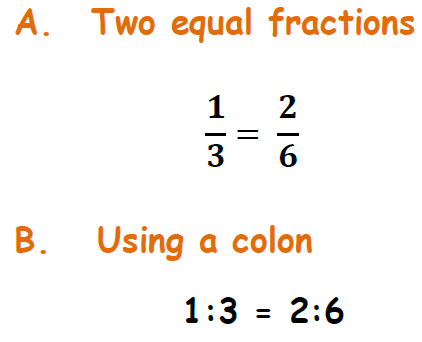 A. Two equal fractions
1/3 = 2/6
B. Using a colon
1:3 = 2:6